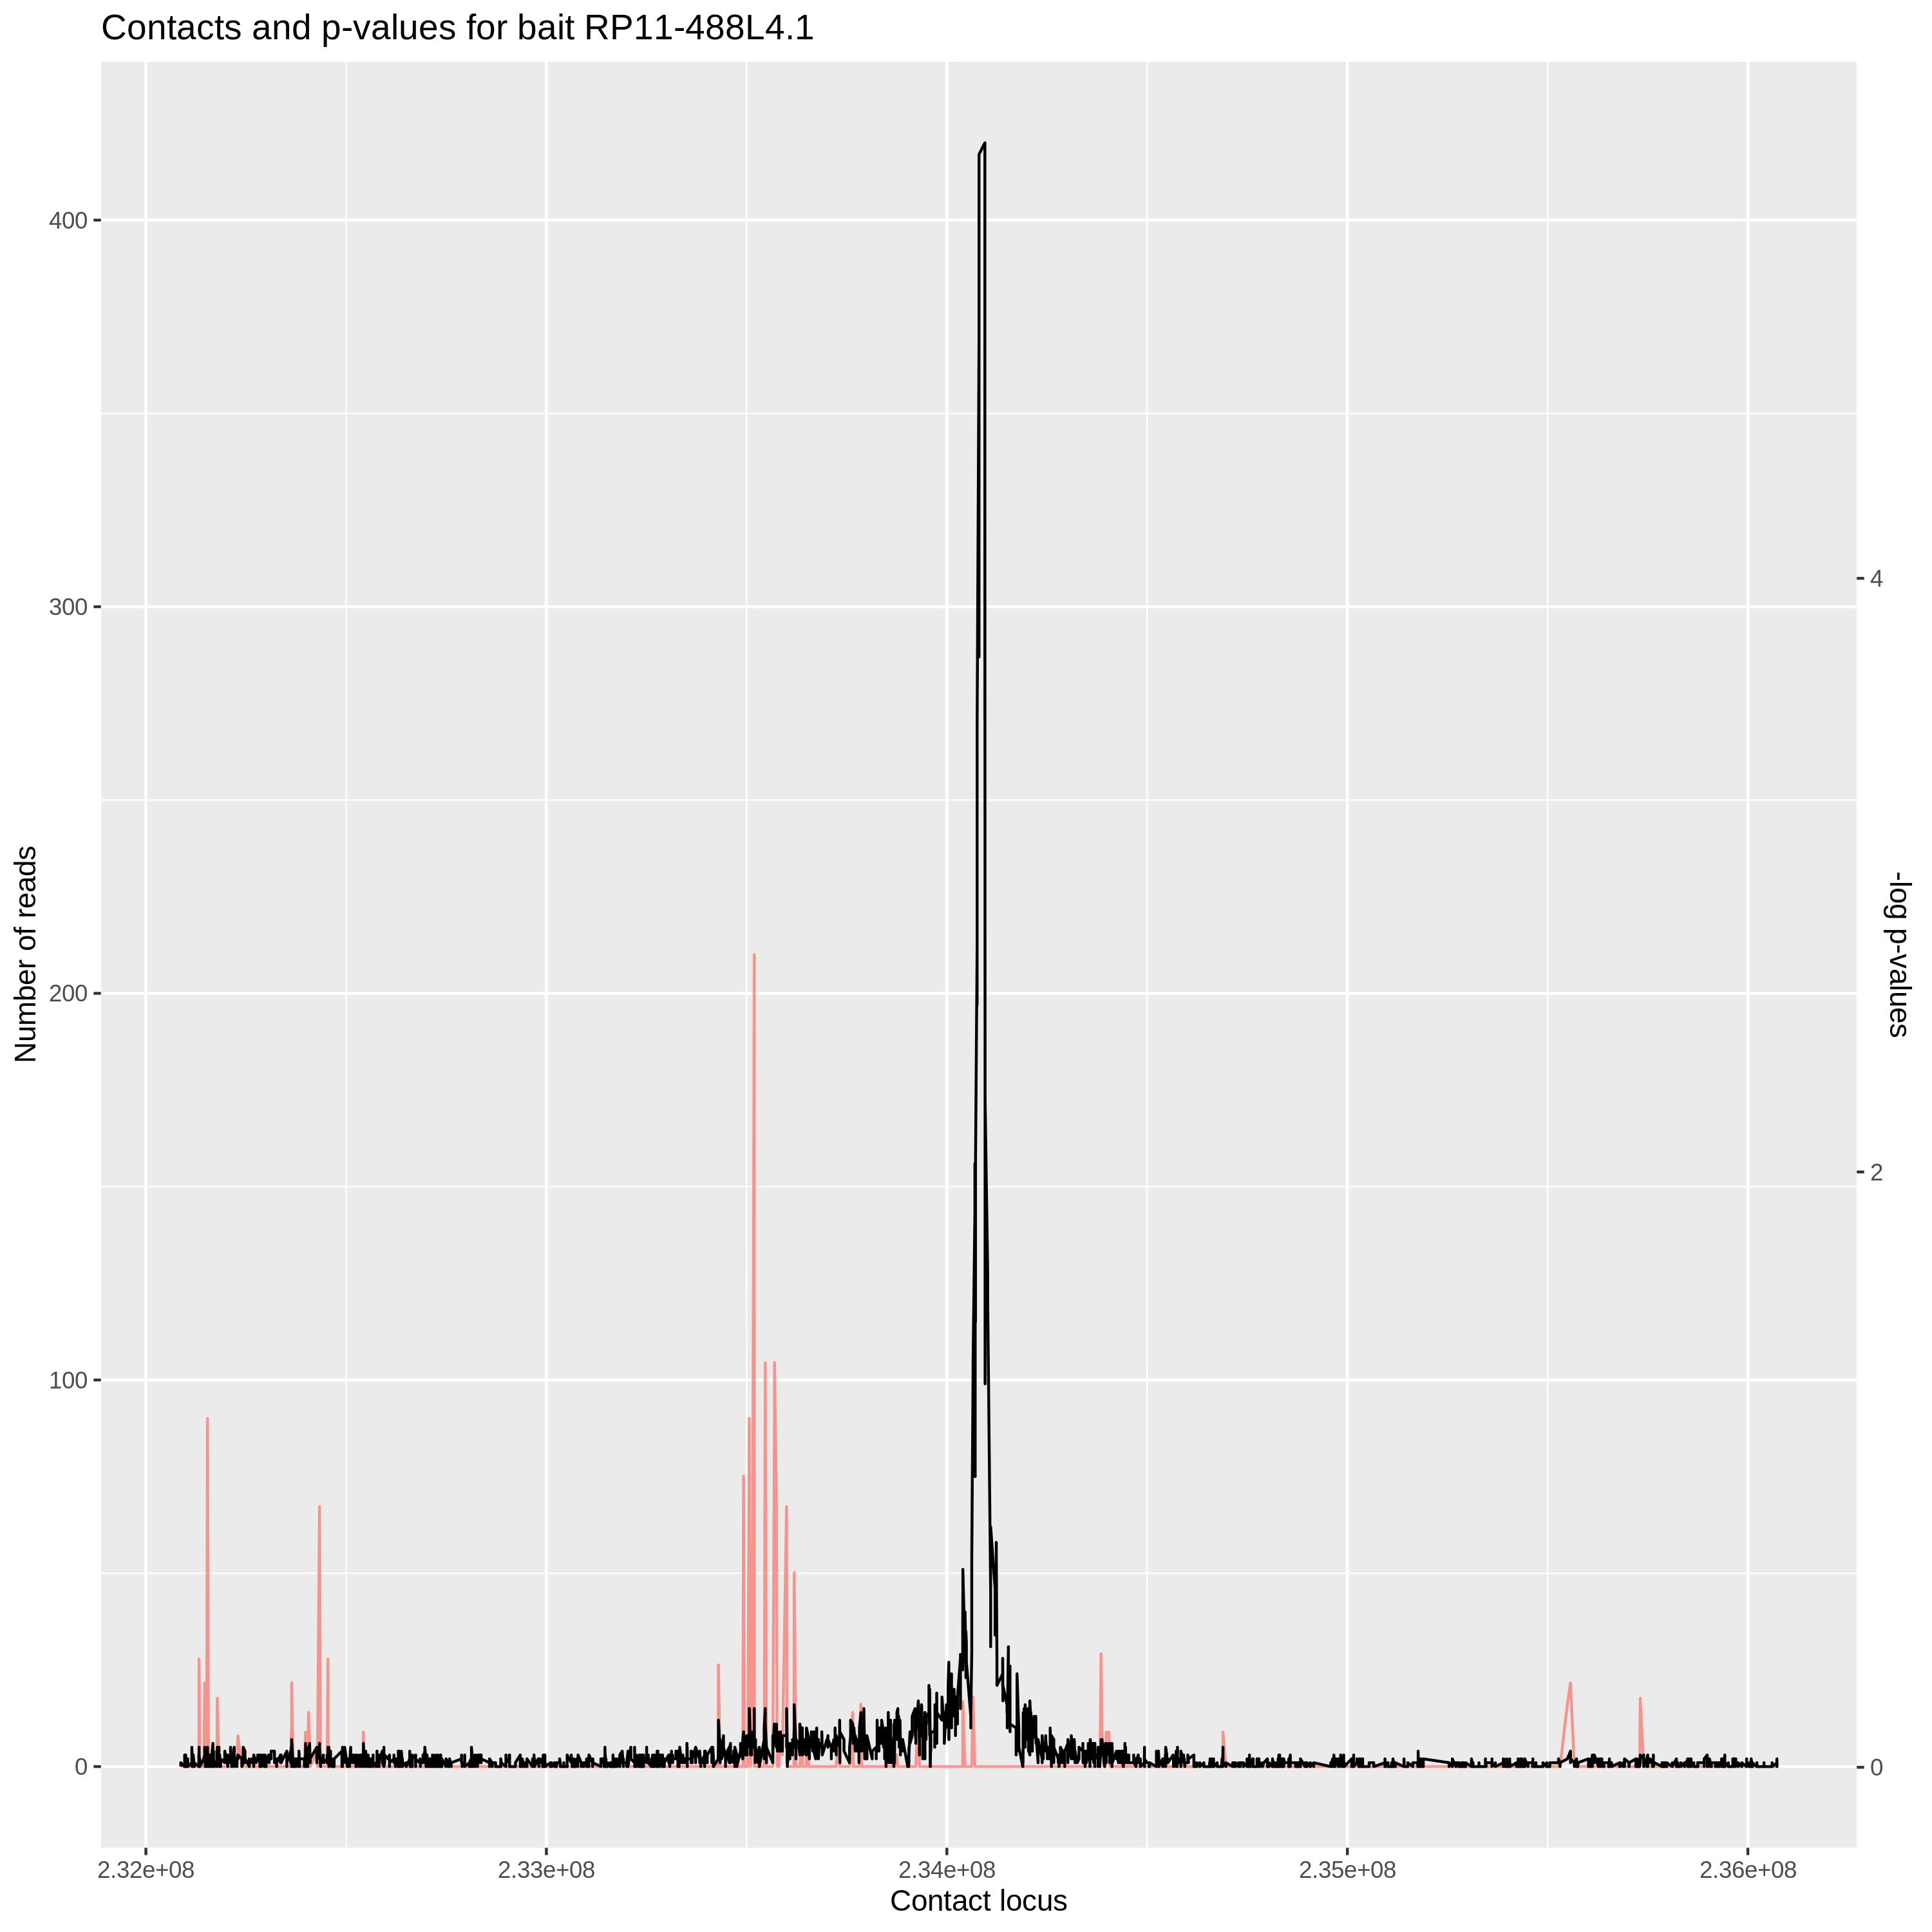 Contacts and p-values for bait RP11-488L4.1
400
300
200
100
0
4
2
0
Number of reads
-log p-values
2.32e+08
2.33e+08
2.34e+08
2.35e+08
2.36e+08
Contact locus